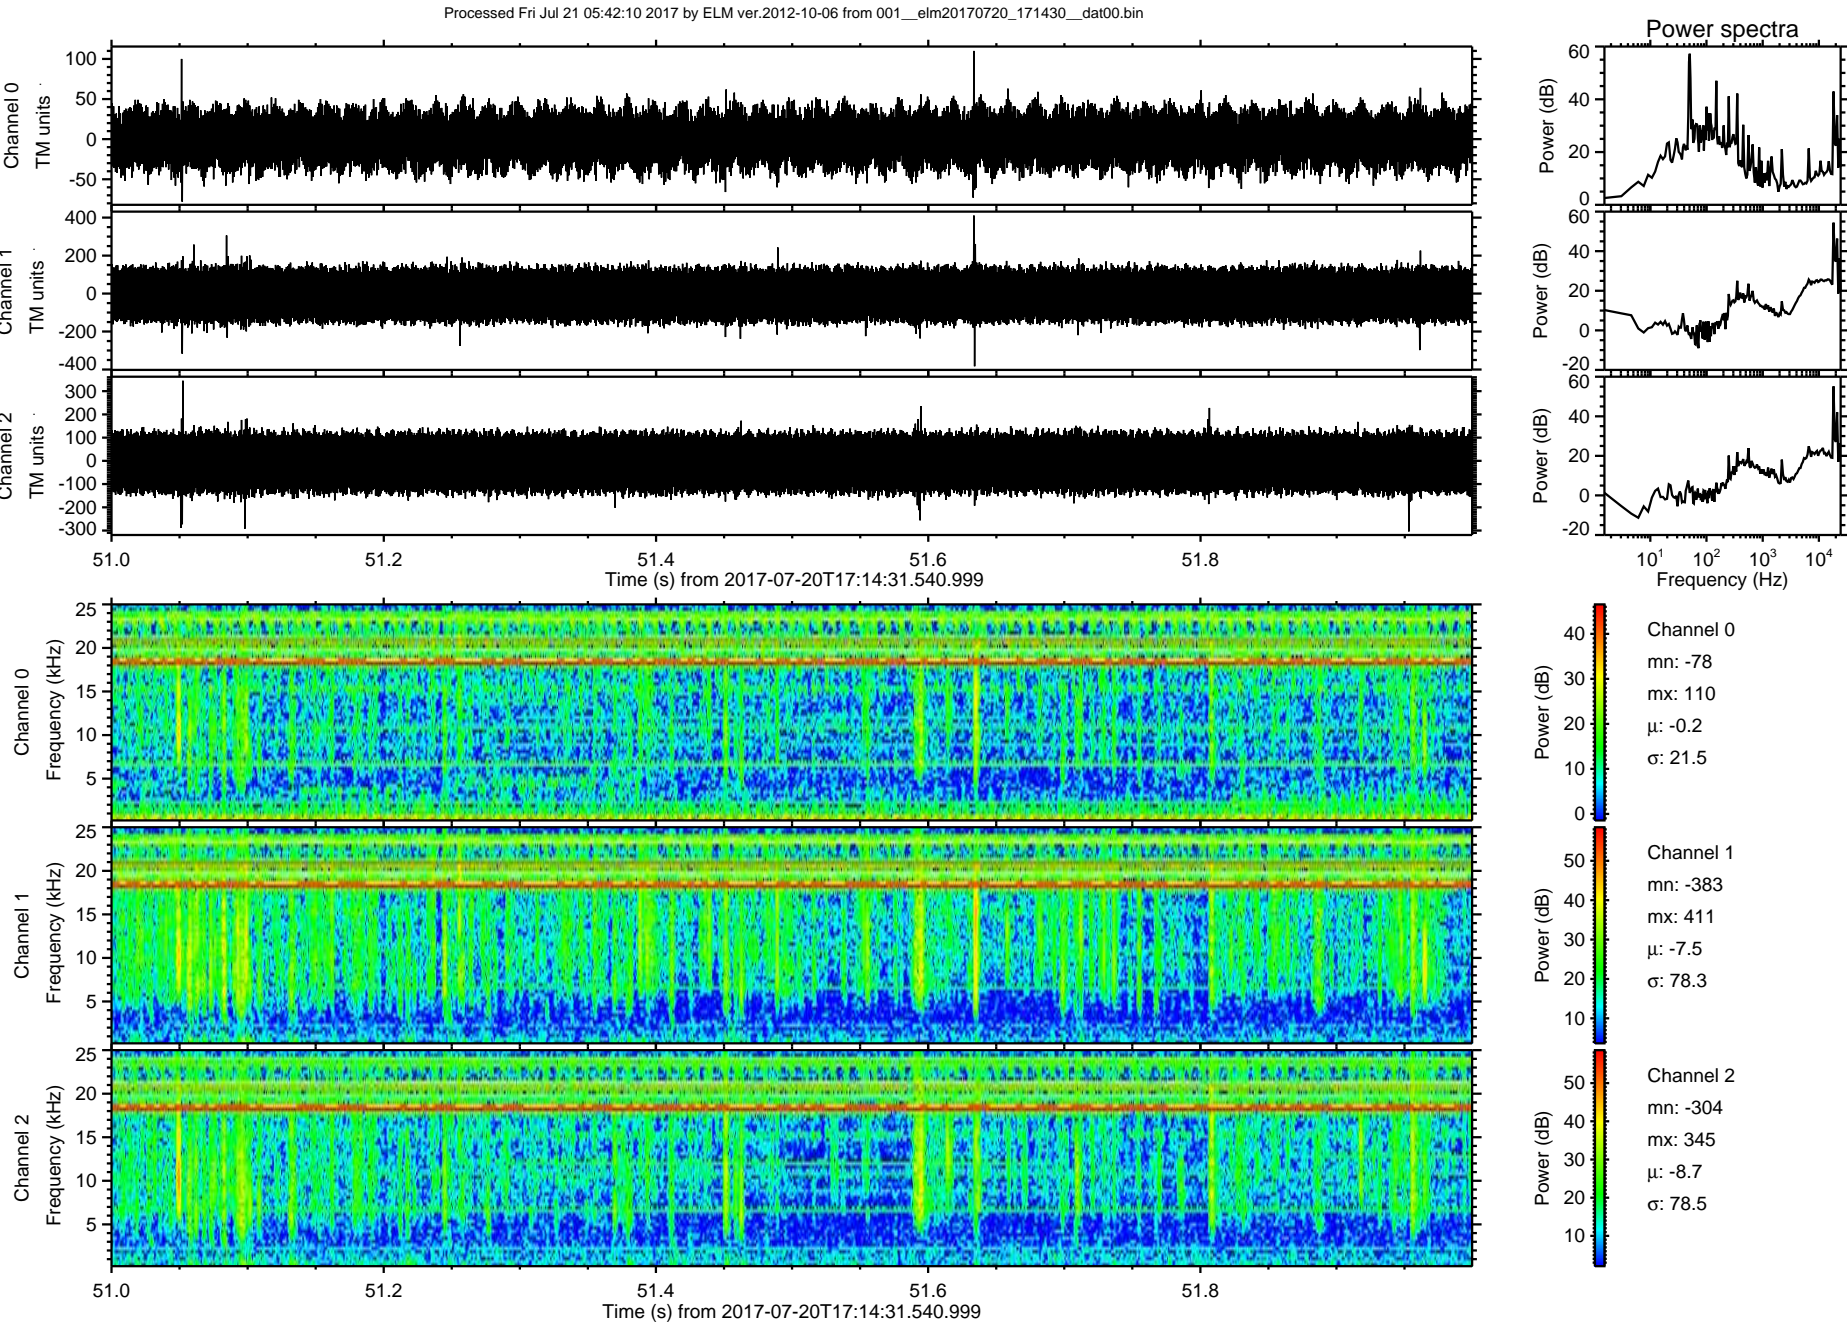 Processed Fri Jul 21 05:42:10 2017 by ELM ver.2012-10-06 from 001__elm20170720_171430__dat00.bin
Power spectra
Channel 0
TM units
100
50
0
-50
Power (dB)
60
40
20
0
Channel 1
TM units
400
200
0
-200
-400
Power (dB)
60
40
20
0
-20
Channel 2
TM units
300
200
100
0
-100
-200
-300
Power (dB)
60
40
20
0
-20
51.0 51.2 51.4 51.6 51.8
Time (s) from 2017-07-20T17:14:31.540.999
10^1 10^2 10^3 10^4
Frequency (Hz)
Channel 0
Frequency (kHz)
25
20
15
10
5
Power (dB)
40
30
20
10
0
Channel 0
mn: -78
mx: 110
μ: -0.2
σ: 21.5
Channel 1
Frequency (kHz)
25
20
15
10
5
Power (dB)
50
40
30
20
10
Channel 1
mn: -383
mx: 411
μ: -7.5
σ: 78.3
Channel 2
Frequency (kHz)
25
20
15
10
5
Power (dB)
50
40
30
20
10
Channel 2
mn: -304
mx: 345
μ: -8.7
σ: 78.5
51.0 51.2 51.4 51.6 51.8
Time (s) from 2017-07-20T17:14:31.540.999